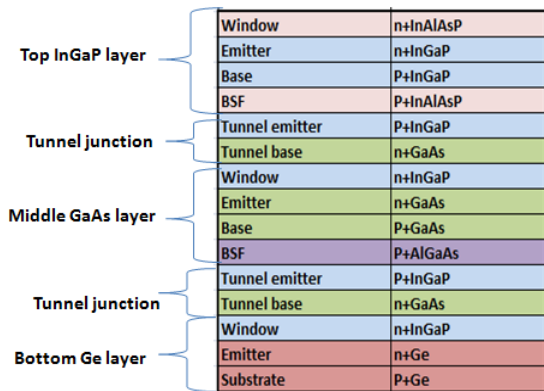 Top InGaP layer
Window n+InAlAsP
Emitter n+InGaP
Base P+InGaP
BSF P+InAlAsP
Tunnel junction
Tunnel emitter P+InGaP
Tunnel base n+GaAs
Middle GaAs layer
Window n+InGaP
Emitter n+GaAs
Base P+GaAs
BSF P+AlGaAs
Tunnel junction
Tunnel emitter P+InGaP
Tunnel base n+GaAs
Bottom Ge layer
Window n+InGaP
Emitter n+Ge
Substrate P+Ge